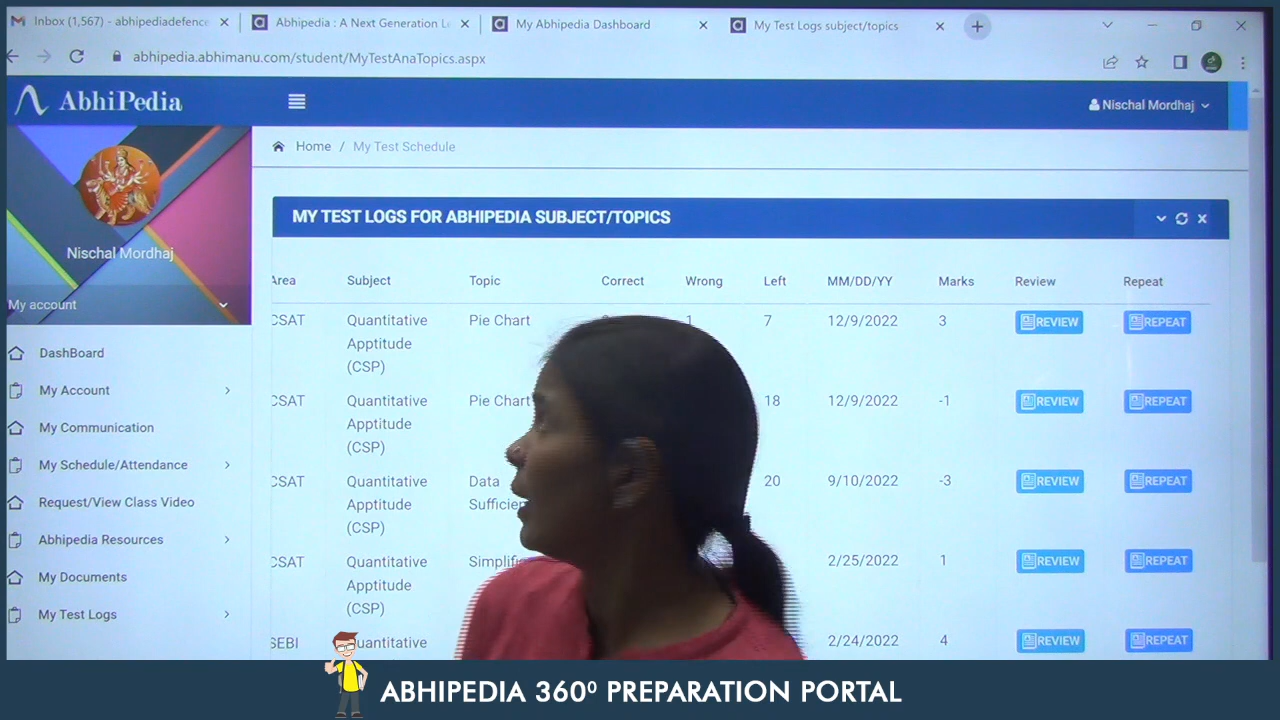 Inbox (1,567) - abhipediadefence
Abhipedia : A Next Generation Le
My Abhipedia Dashboard
My Test Logs subject/topics
abhipedia.abhimanu.com/student/MyTestAnaTopics.aspx
AbhiPedia
Nischal Mordhaj
Home / My Test Schedule
Nischal Mordhaj
My account
DashBoard
My Account
My Communication
My Schedule/Attendance
Request/View Class Video
Abhipedia Resources
My Documents
My Test Logs
MY TEST LOGS FOR ABHIPEDIA SUBJECT/TOPICS
Area Subject Topic Correct Wrong Left MM/DD/YY Marks Review Repeat
CSAT Quantitative Pie Chart 1 7 12/9/2022 3 REVIEW REPEAT
Apptitude
(CSP)
CSAT Quantitative Pie Chart 18 12/9/2022 -1 REVIEW REPEAT
Apptitude
(CSP)
CSAT Quantitative Data 20 9/10/2022 -3 REVIEW REPEAT
Apptitude Sufficien
(CSP)
CSAT Quantitative Simplifi 2/25/2022 1 REVIEW REPEAT
Apptitude
(CSP)
SEBI Quantitative 2/24/2022 4 REVIEW REPEAT
ABHIPEDIA 360⁰ PREPARATION PORTAL